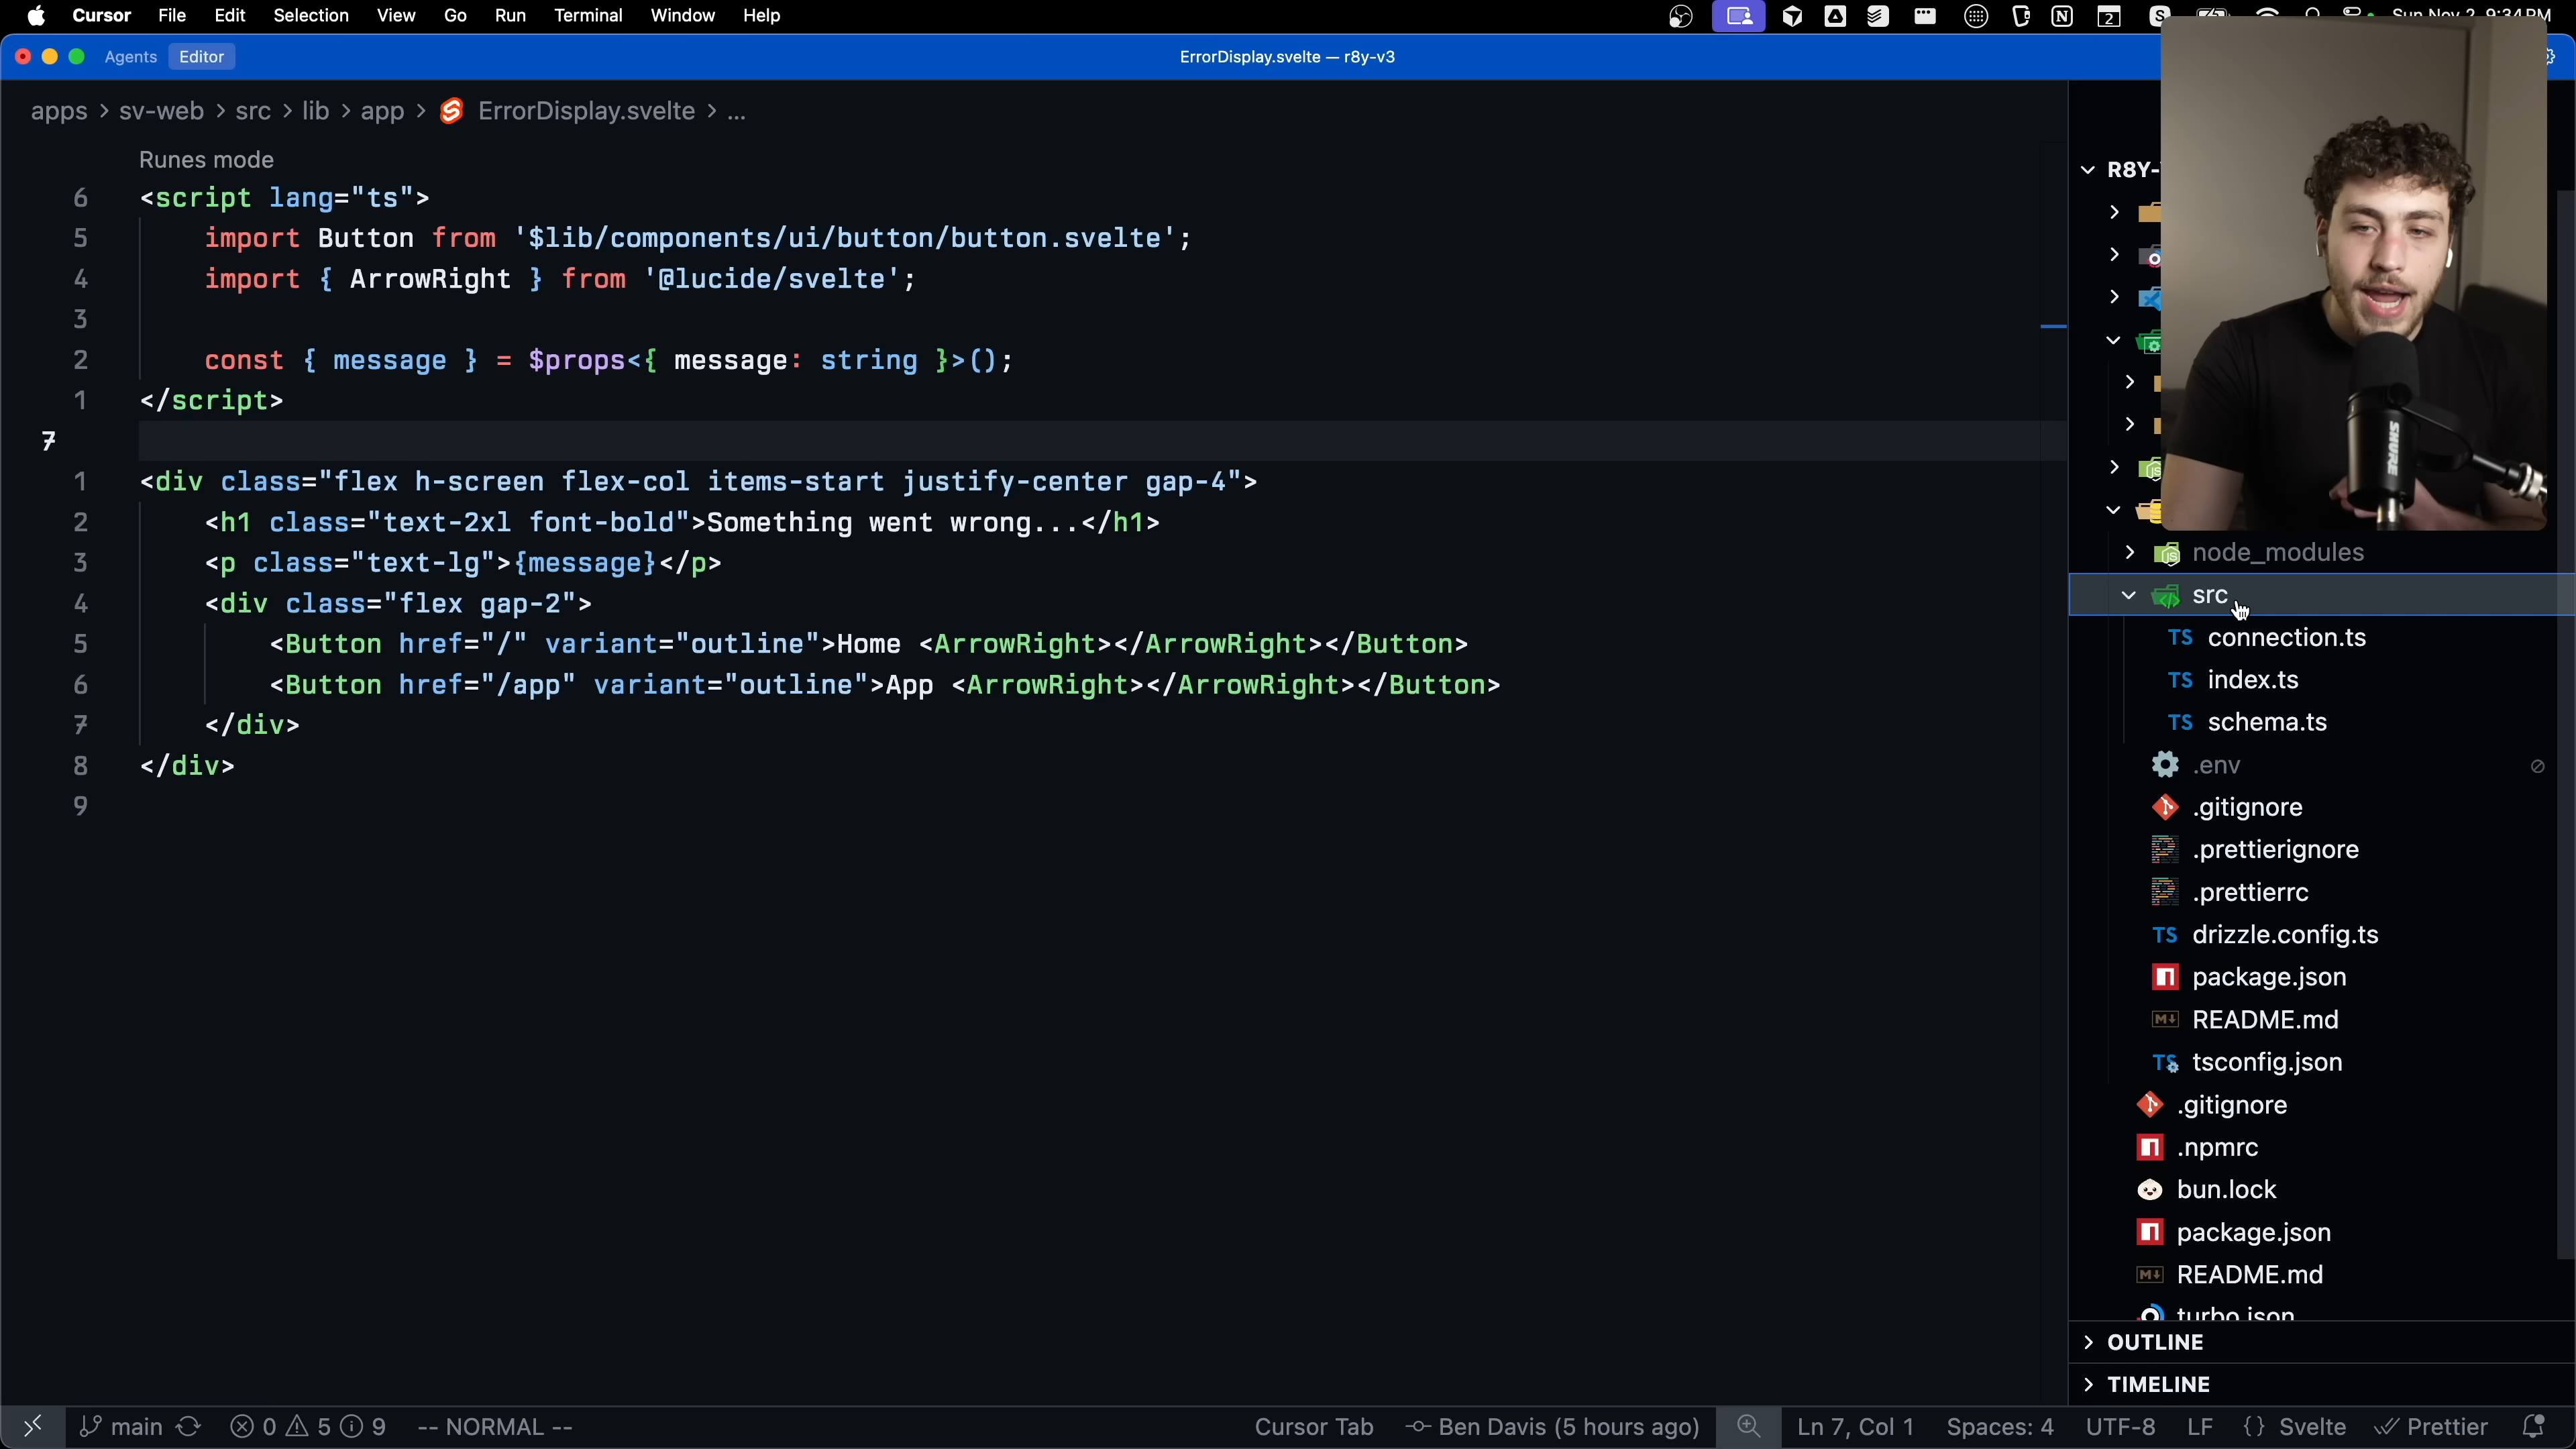 Cursor File Edit Selection View Go Run Terminal Window Help
Agents Editor
ErrorDisplay.svelte — r8y-v3
apps > sv-web > src > lib > app > ErrorDisplay.svelte > ...
Runes mode
6 <script lang="ts">
5 import Button from '$lib/components/ui/button/button.svelte';
4 import { ArrowRight } from '@lucide/svelte';
3
2 const { message } = $props<{ message: string }>();
1 </script>
7
1 <div class="flex h-screen flex-col items-start justify-center gap-4">
2 <h1 class="text-2xl font-bold">Something went wrong...</h1>
3 <p class="text-lg">{message}</p>
4 <div class="flex gap-2">
5 <Button href="/" variant="outline">Home <ArrowRight></ArrowRight></Button>
6 <Button href="/app" variant="outline">App <ArrowRight></ArrowRight></Button>
7 </div>
8 </div>
9
SHURE
node_modules
src
TS connection.ts
TS index.ts
TS schema.ts
.env
.gitignore
.prettierignore
.prettierrc
TS drizzle.config.ts
package.json
README.md
TS tsconfig.json
.gitignore
.npmrc
bun.lock
package.json
README.md
turbo.json
OUTLINE
TIMELINE
main 0 5 9 -- NORMAL --
Cursor Tab Ben Davis (5 hours ago) Ln 7, Col 1 Spaces: 4 UTF-8 LF {} Svelte Prettier